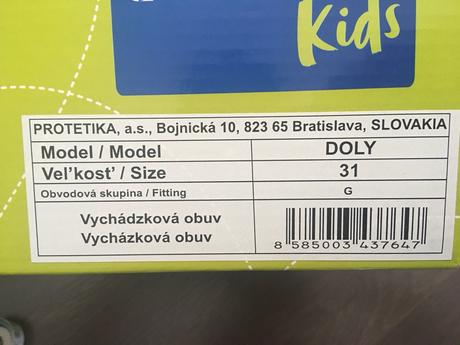 Kids
PROTETIKA, a.s., Bojnická 10, 823 65 Bratislava, SLOVAKIA
Model / Model DOLY
Veľkosť / Size 31
Obvodová skupina / Fitting G
Vychádzková obuv
Vycházková obuv
8 585003 437647